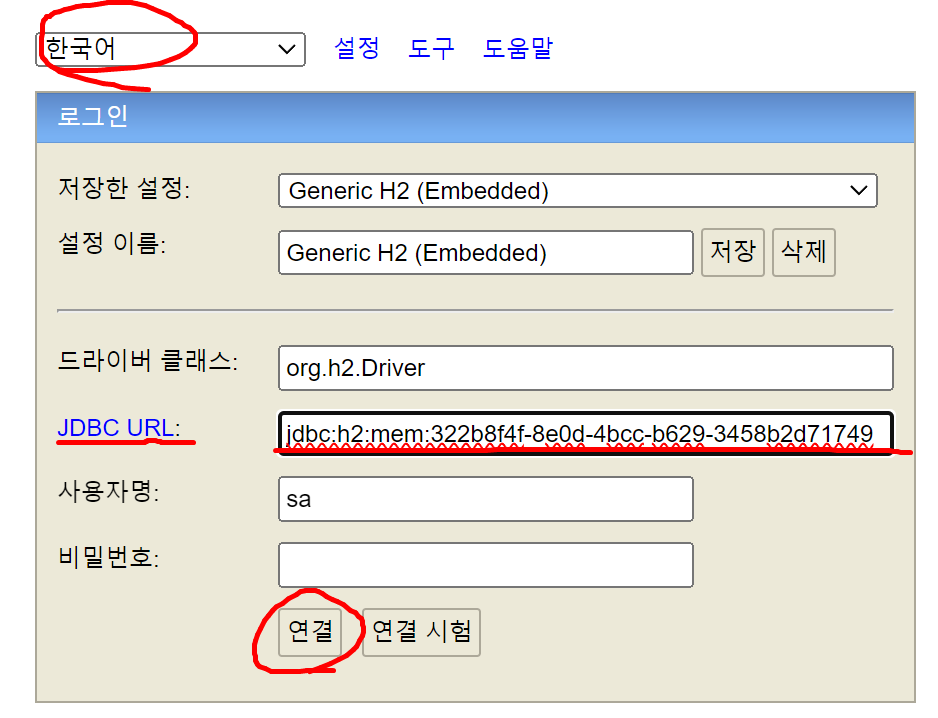 한국어 설정 도구 도움말
로그인
저장한 설정: Generic H2 (Embedded)
설정 이름: Generic H2 (Embedded) 저장 삭제
드라이버 클래스: org.h2.Driver
JDBC URL: jdbc:h2:mem:322b8f4f-8e0d-4bcc-b629-3458b2d71749
사용자명: sa
비밀번호:
연결 연결 시험